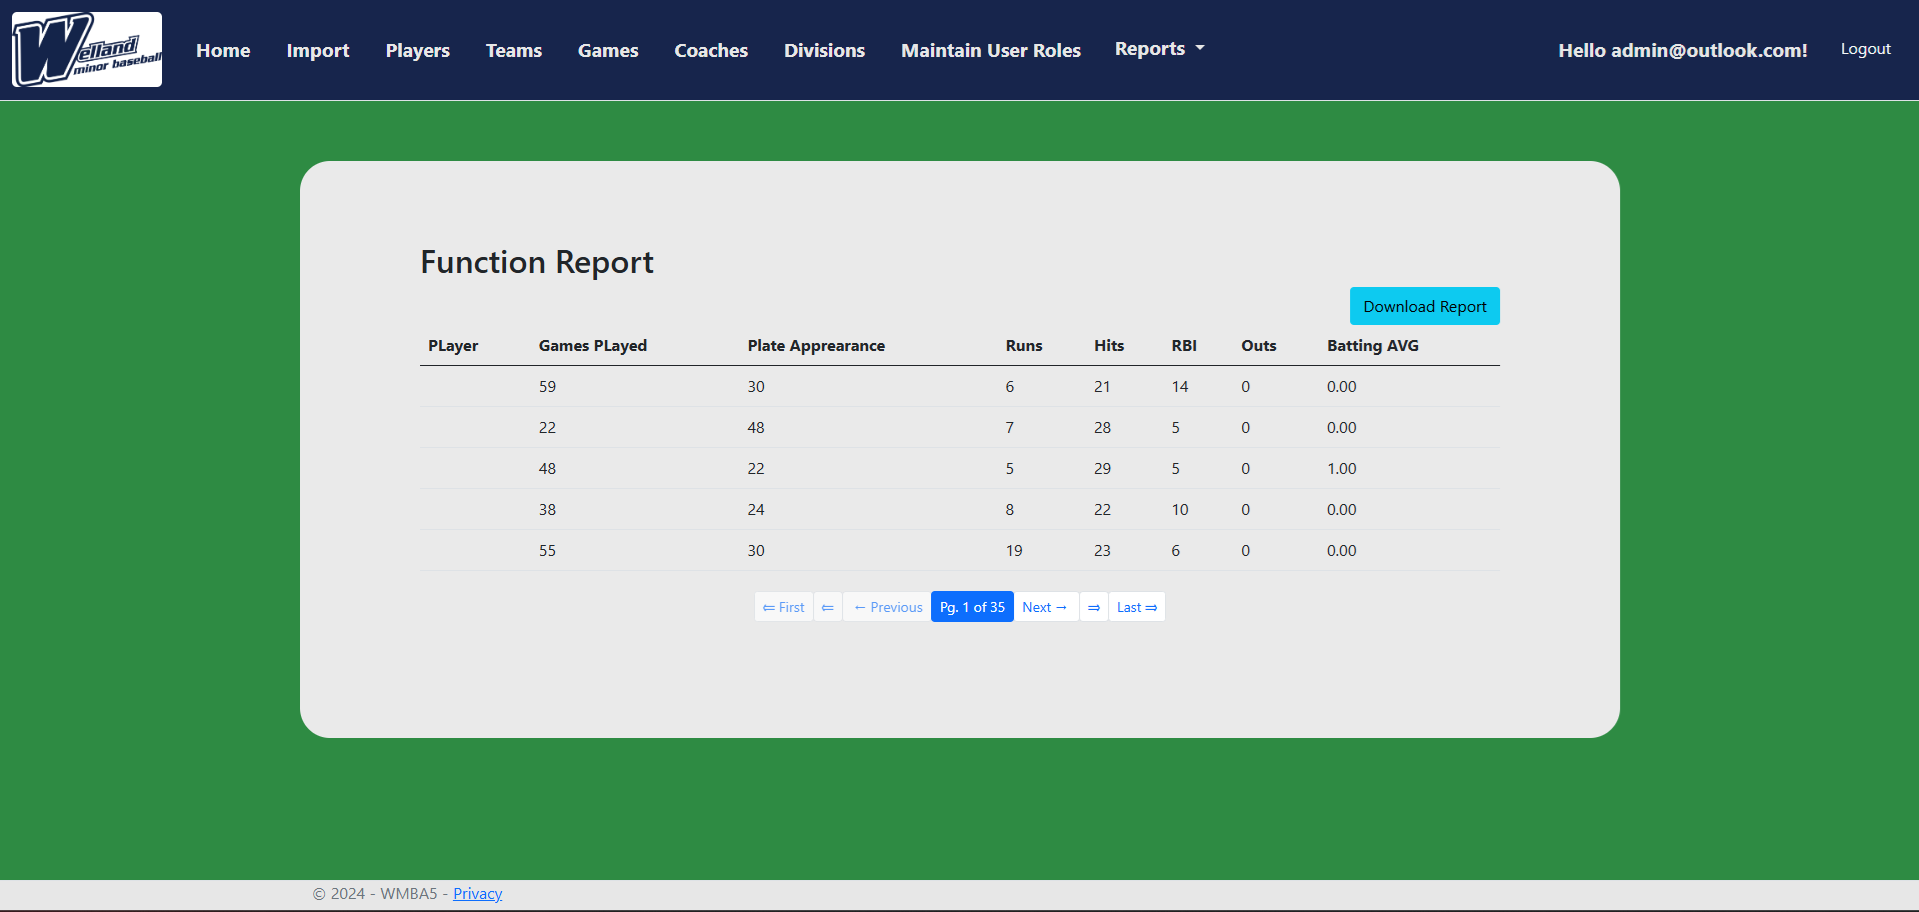 Welland
minor baseball
Home Import Players Teams Games Coaches Divisions Maintain User Roles Reports Hello admin@outlook.com! Logout
Function Report
Download Report
PLayer Games PLayed Plate Apprearance Runs Hits RBI Outs Batting AVG
59 30 6 21 14 0 0.00
22 48 7 28 5 0 0.00
48 22 5 29 5 0 1.00
38 24 8 22 10 0 0.00
55 30 19 23 6 0 0.00
⇐ First ⇐ ← Previous Pg. 1 of 35 Next → ⇒ Last ⇒
© 2024 - WMBA5 - Privacy